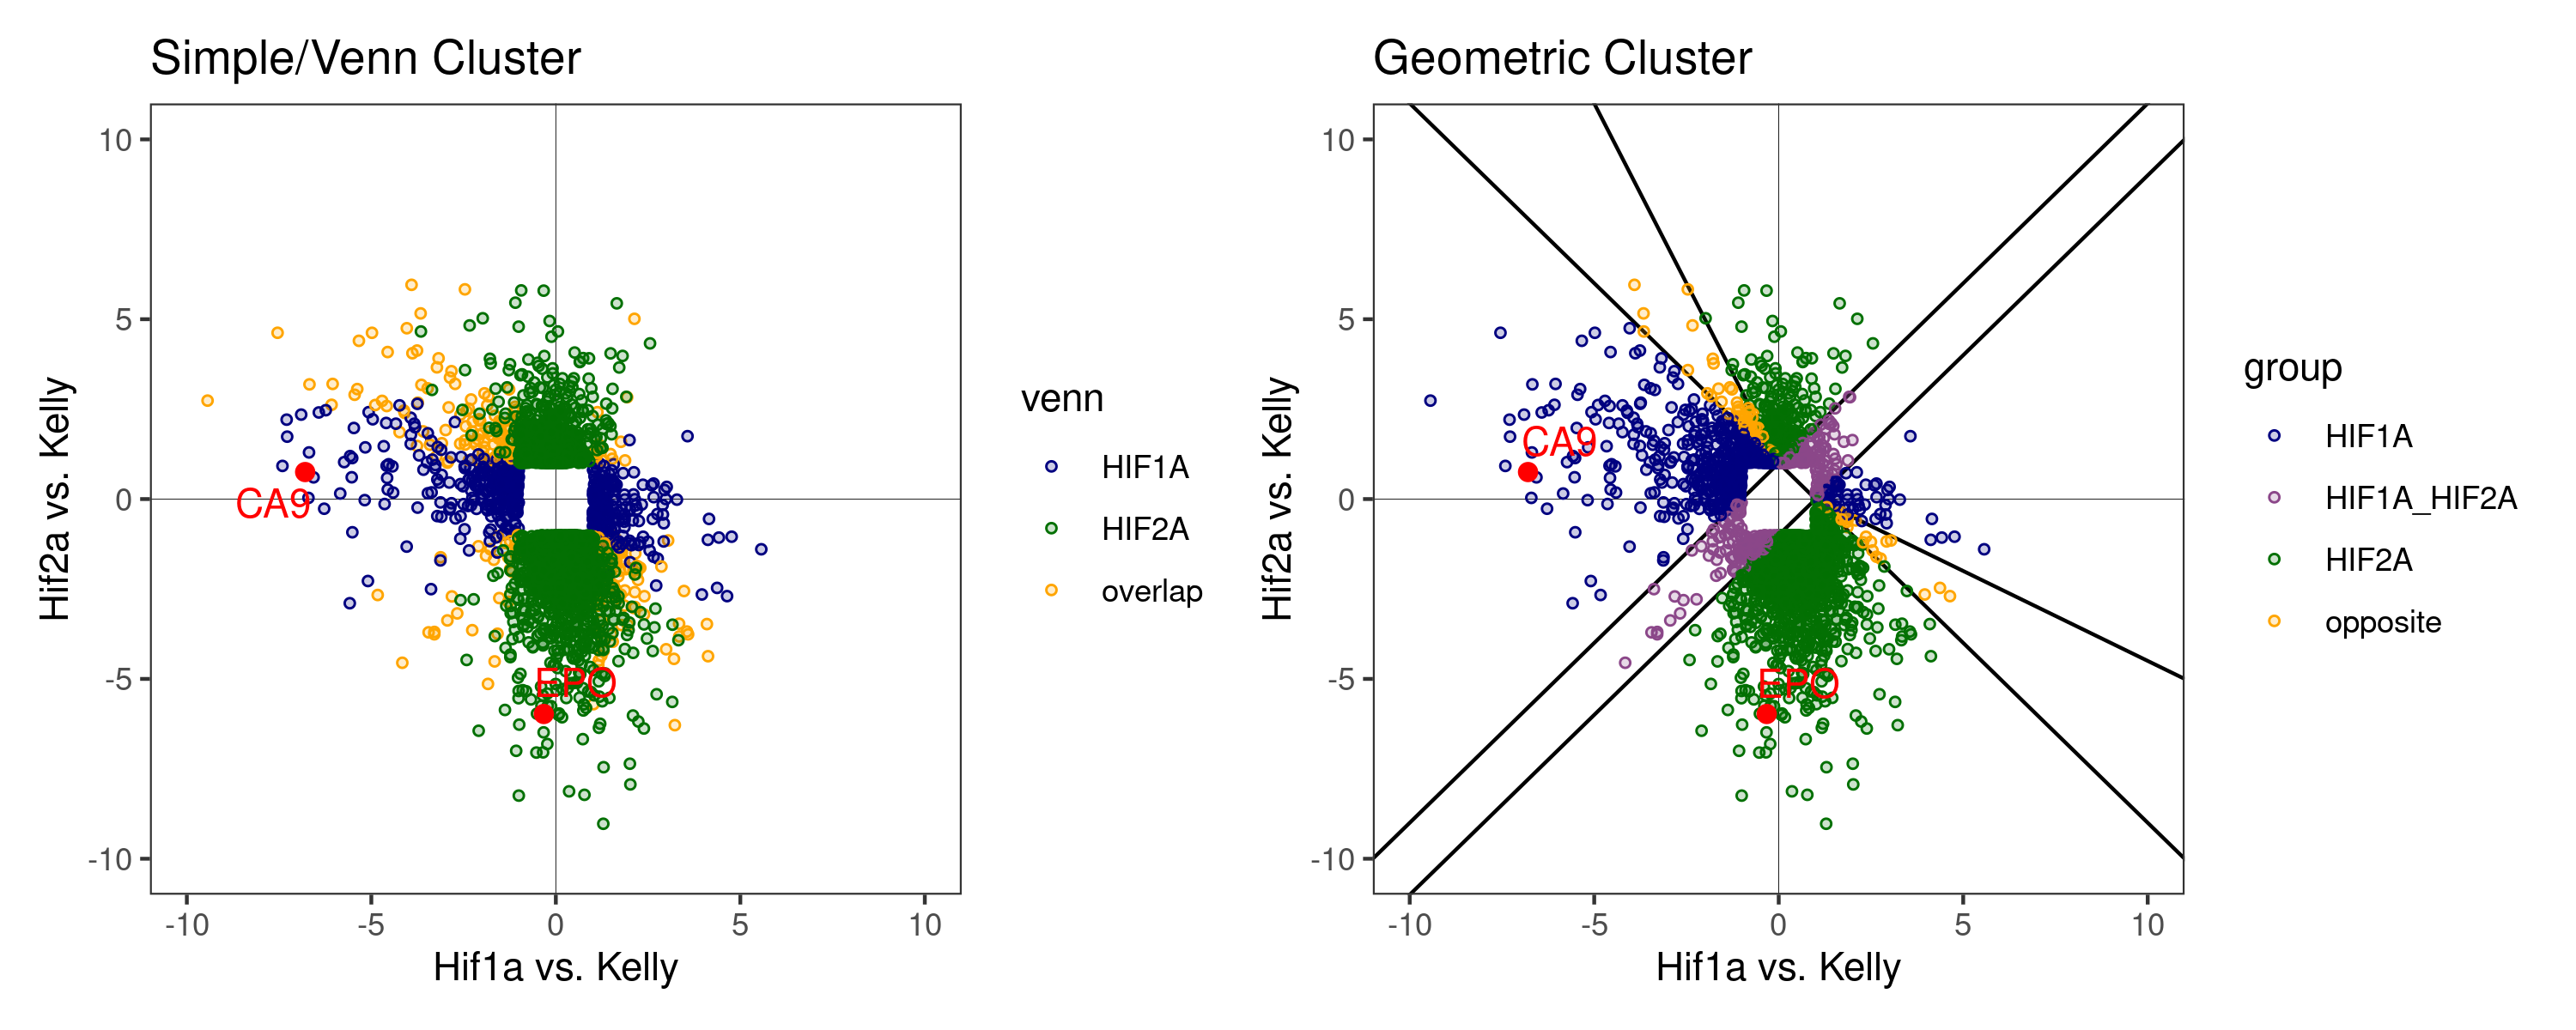 Simple/Venn Cluster
10
5
0
-5
-10
-10
-5
0
5
10
Hif2a vs. Kelly
Hif1a vs. Kelly
CA9
EPO
venn
HIF1A
HIF2A
overlap
Geometric Cluster
10
5
0
-5
-10
-10
-5
0
5
10
Hif2a vs. Kelly
Hif1a vs. Kelly
CA9
EPO
group
HIF1A
HIF1A_HIF2A
HIF2A
opposite